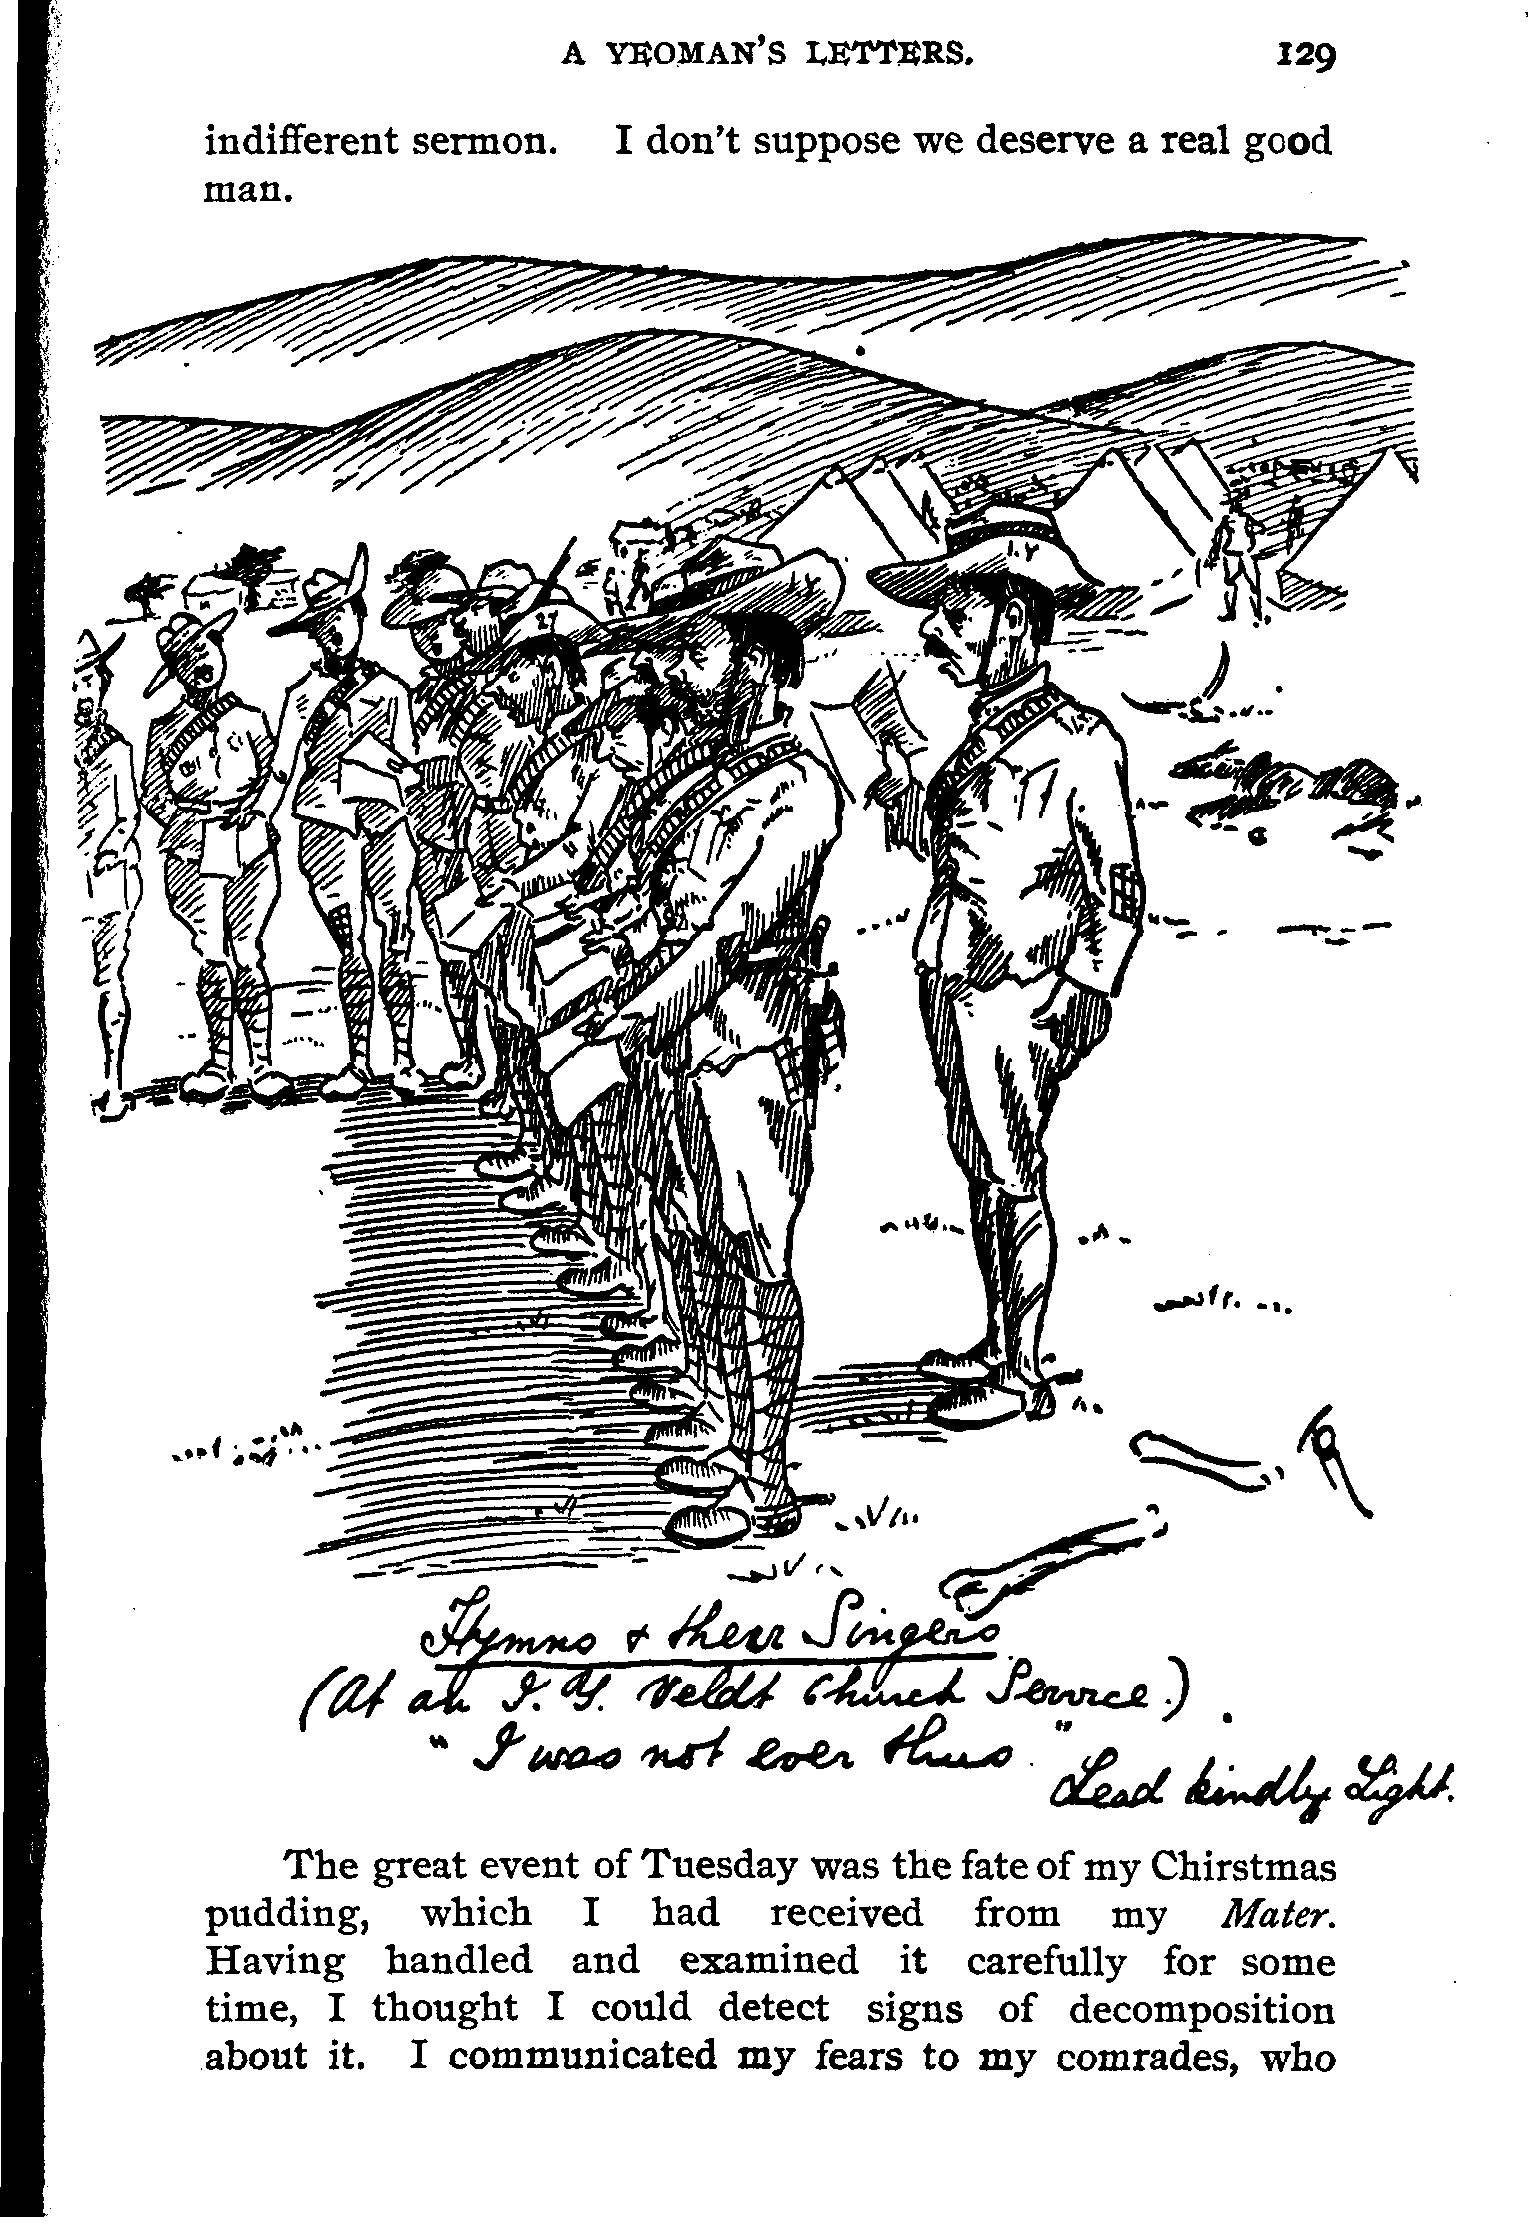 A YEOMAN'S LETTERS. 129
indifferent sermon. I don't suppose we deserve a real good
man.
I.Y
I.Y
27
Hymns & their Singers
(At an I. Y. Veldt Church Service.)
"I was not ever thus."
Lead kindly Light.
The great event of Tuesday was the fate of my Chirstmas
pudding, which I had received from my Mater.
Having handled and examined it carefully for some
time, I thought I could detect signs of decomposition
about it. I communicated my fears to my comrades, who